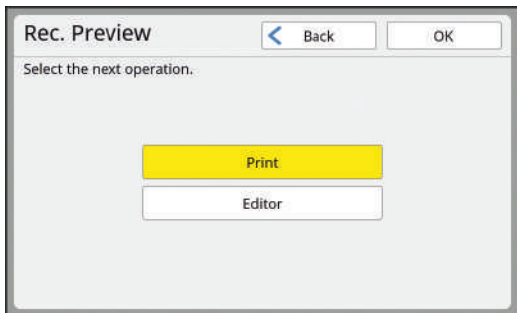 Rec. Preview
Back
OK
Select the next operation.
Print
Editor